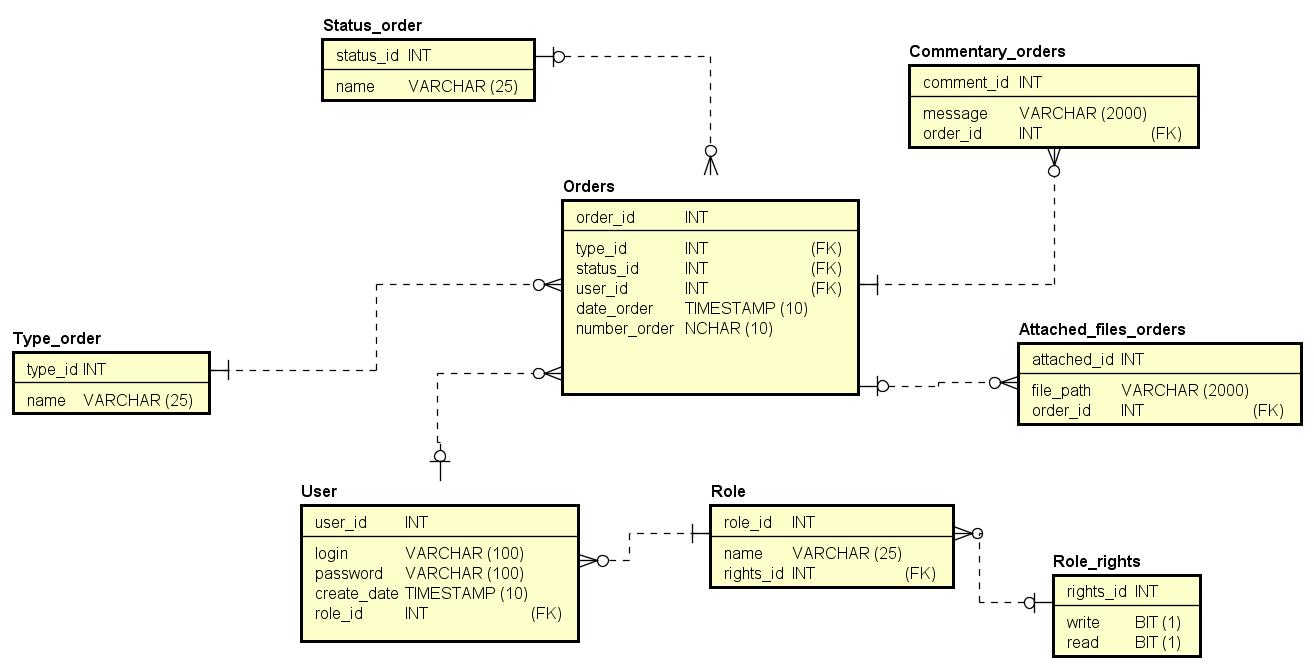 Status_order
status_id INT
name VARCHAR (25)
Commentary_orders
comment_id INT
message VARCHAR (2000)
order_id INT (FK)
Orders
order_id INT
type_id INT (FK)
status_id INT (FK)
user_id INT (FK)
date_order TIMESTAMP (10)
number_order NCHAR (10)
Type_order
type_id INT
name VARCHAR (25)
Attached_files_orders
attached_id INT
file_path VARCHAR (2000)
order_id INT (FK)
User
user_id INT
login VARCHAR (100)
password VARCHAR (100)
create_date TIMESTAMP (10)
role_id INT (FK)
Role
role_id INT
name VARCHAR (25)
rights_id INT (FK)
Role_rights
rights_id INT
write BIT (1)
read BIT (1)